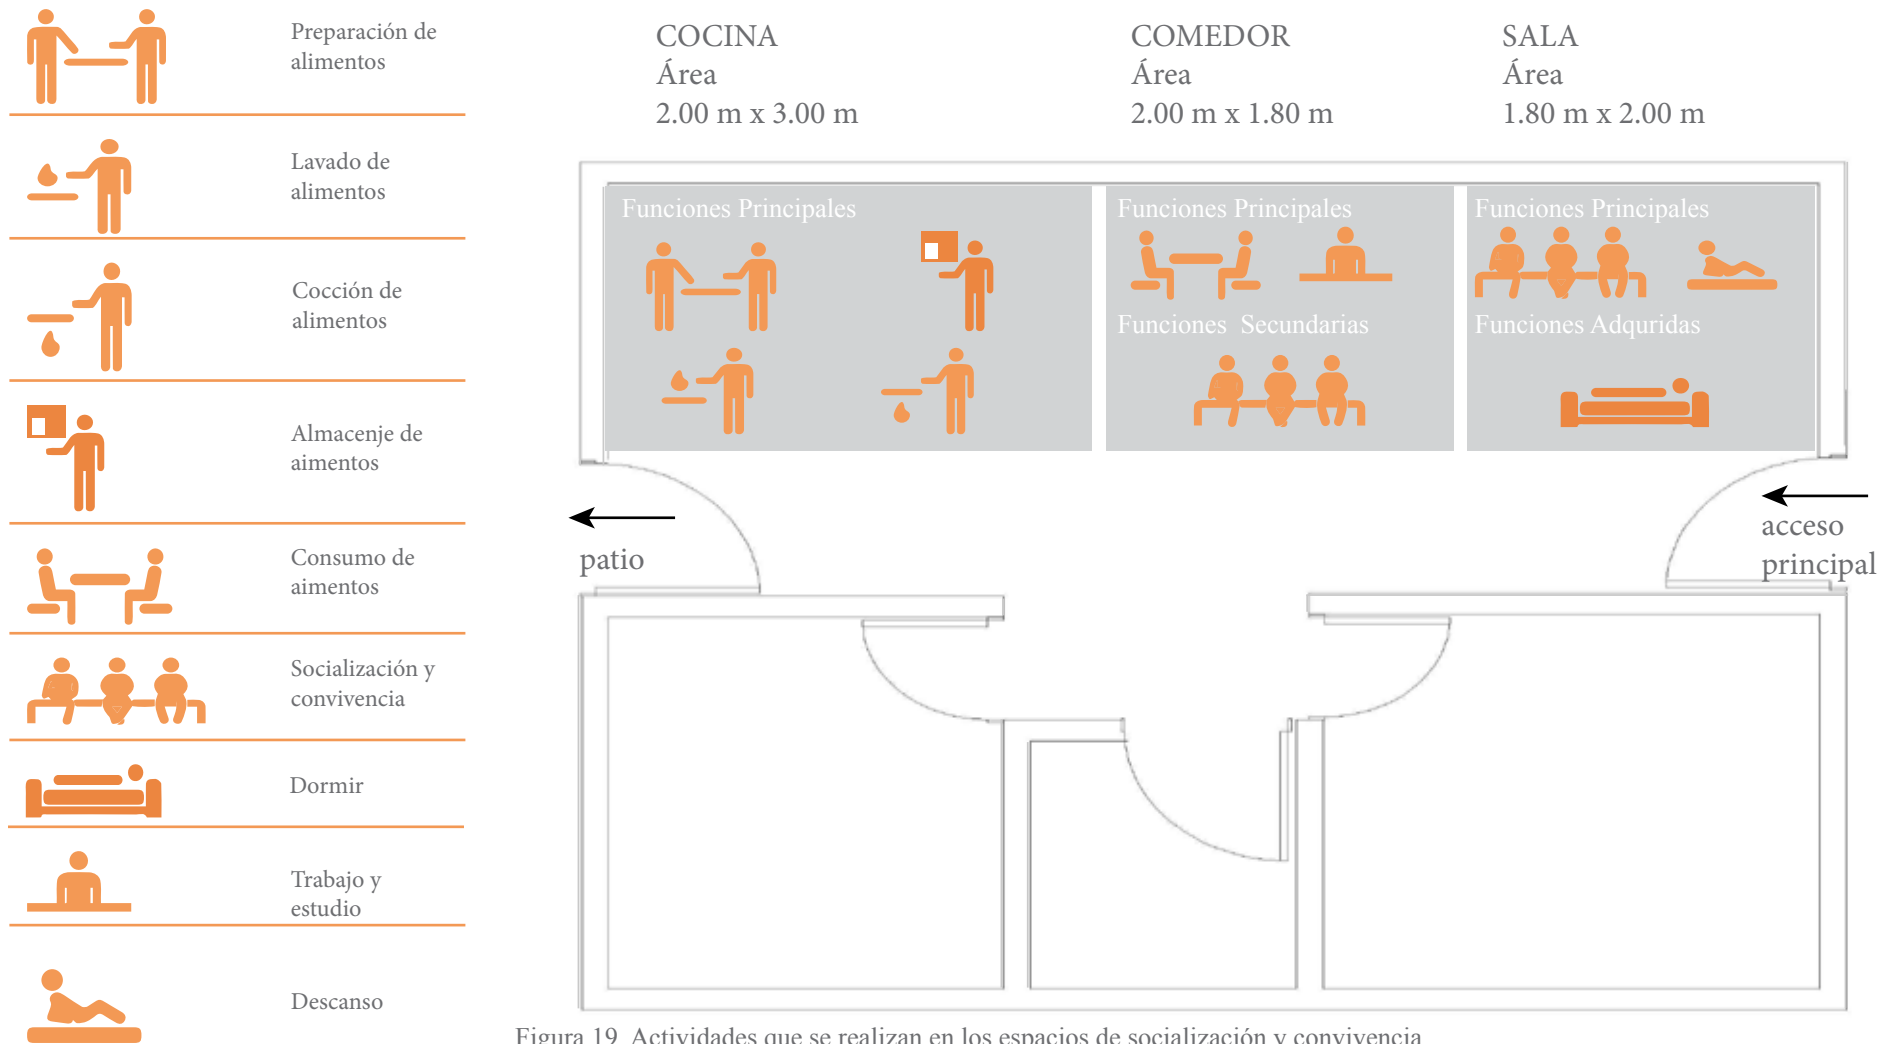 Preparación de
alimentos
Lavado de
alimentos
Cocción de
alimentos
Almacenje de
aimentos
Consumo de
aimentos
Socialización y
convivencia
Dormir
Trabajo y
estudio
Descanso
COCINA
Área
2.00 m x 3.00 m
COMEDOR
Área
2.00 m x 1.80 m
SALA
Área
1.80 m x 2.00 m
Funciones Principales
Funciones Principales
Funciones Secundarias
Funciones Principales
Funciones Adquridas
patio
acceso
principal
Figura 19. Actividades que se realizan en los espacios de socialización y convivencia